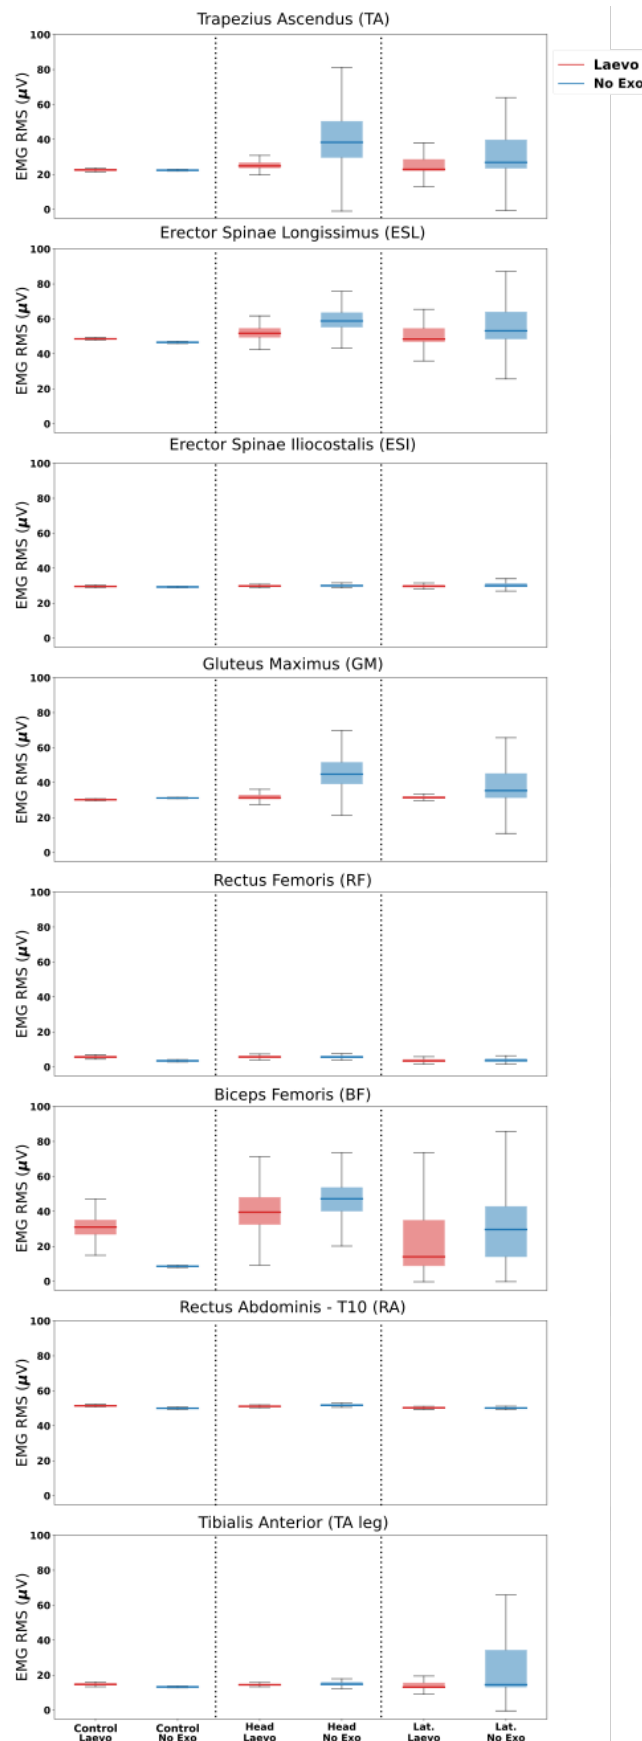 Trapezius Ascendus (TA)
Laevo
No Exo
EMG RMS (μV)
100
80
60
40
20
0
Erector Spinae Longissimus (ESL)
EMG RMS (μV)
100
80
60
40
20
0
Erector Spinae Iliocostalis (ESI)
EMG RMS (μV)
100
80
60
40
20
0
Gluteus Maximus (GM)
EMG RMS (μV)
100
80
60
40
20
0
Rectus Femoris (RF)
EMG RMS (μV)
100
80
60
40
20
0
Biceps Femoris (BF)
EMG RMS (μV)
100
80
60
40
20
0
Rectus Abdominis - T10 (RA)
EMG RMS (μV)
100
80
60
40
20
0
Tibialis Anterior (TA leg)
EMG RMS (μV)
100
80
60
40
20
0
Control Control Head Head Lat. Lat.
Laevo No Exo Laevo No Exo Laevo No Exo